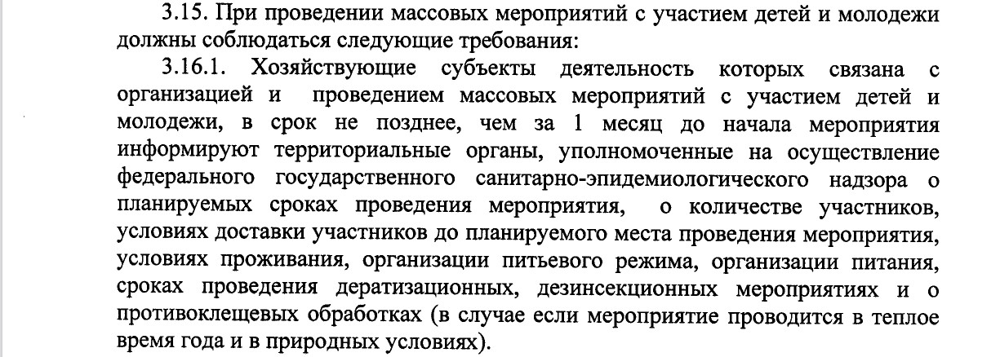 3.15. При проведении массовых мероприятий с участием детей и молодежи
должны соблюдаться следующие требования:
3.16.1. Хозяйствующие субъекты деятельность которых связана с
организацией и проведением массовых мероприятий с участием детей и
молодежи, в срок не позднее, чем за 1 месяц до начала мероприятия
информируют территориальные органы, уполномоченные на осуществление
федерального государственного санитарно-эпидемиологического надзора о
планируемых сроках проведения мероприятия, о количестве участников,
условиях доставки участников до планируемого места проведения мероприятия,
условиях проживания, организации питьевого режима, организации питания,
сроках проведения дератизационных, дезинсекционных мероприятиях и о
противоклещевых обработках (в случае если мероприятие проводится в теплое
время года и в природных условиях).